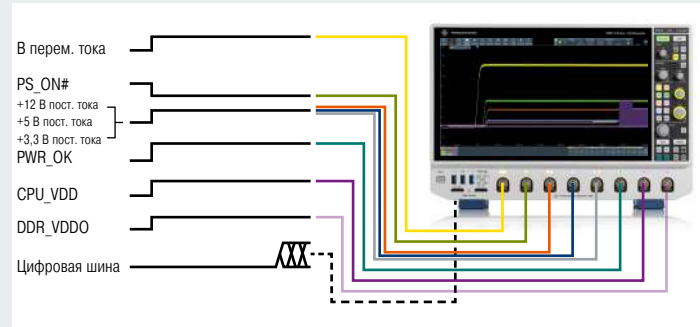 В перем. тока
PS_ON#
+12 В пост. тока
+5 В пост. тока
+3,3 В пост. тока
PWR_OK
CPU_VDD
DDR_VDDO
Цифровая шина